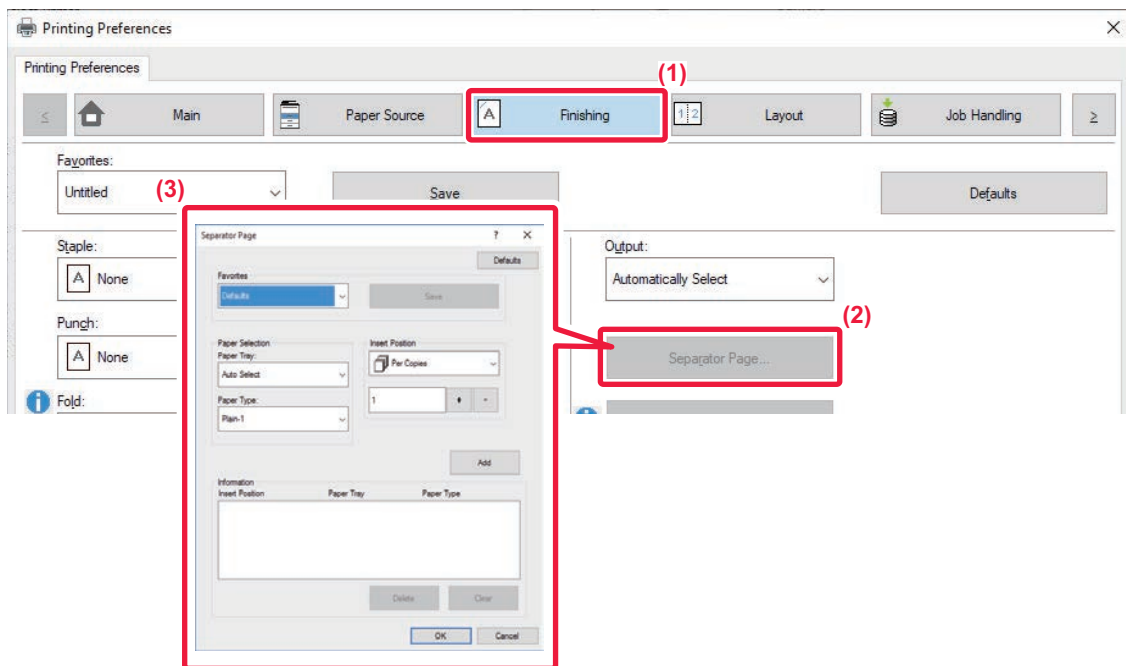 Printing Preferences
Printing Preferences
(1)
≤ Main Paper Source A Finishing 1 2 Layout Job Handling ≥
Favorites:
Untitled (3) Save Defaults
Separator Page ? X
Defaults
Favorites
Defaults Save
Paper Selection Insert Position
Paper Tray: Per Copies
Auto Select
Paper Type: 1
Plain-1
Add
Information
Insert Position Paper Tray Paper Type
Delete Clear
OK Cancel
Staple:
A None
Punch:
A None
Fold:
Output:
Automatically Select
(2)
Separator Page...